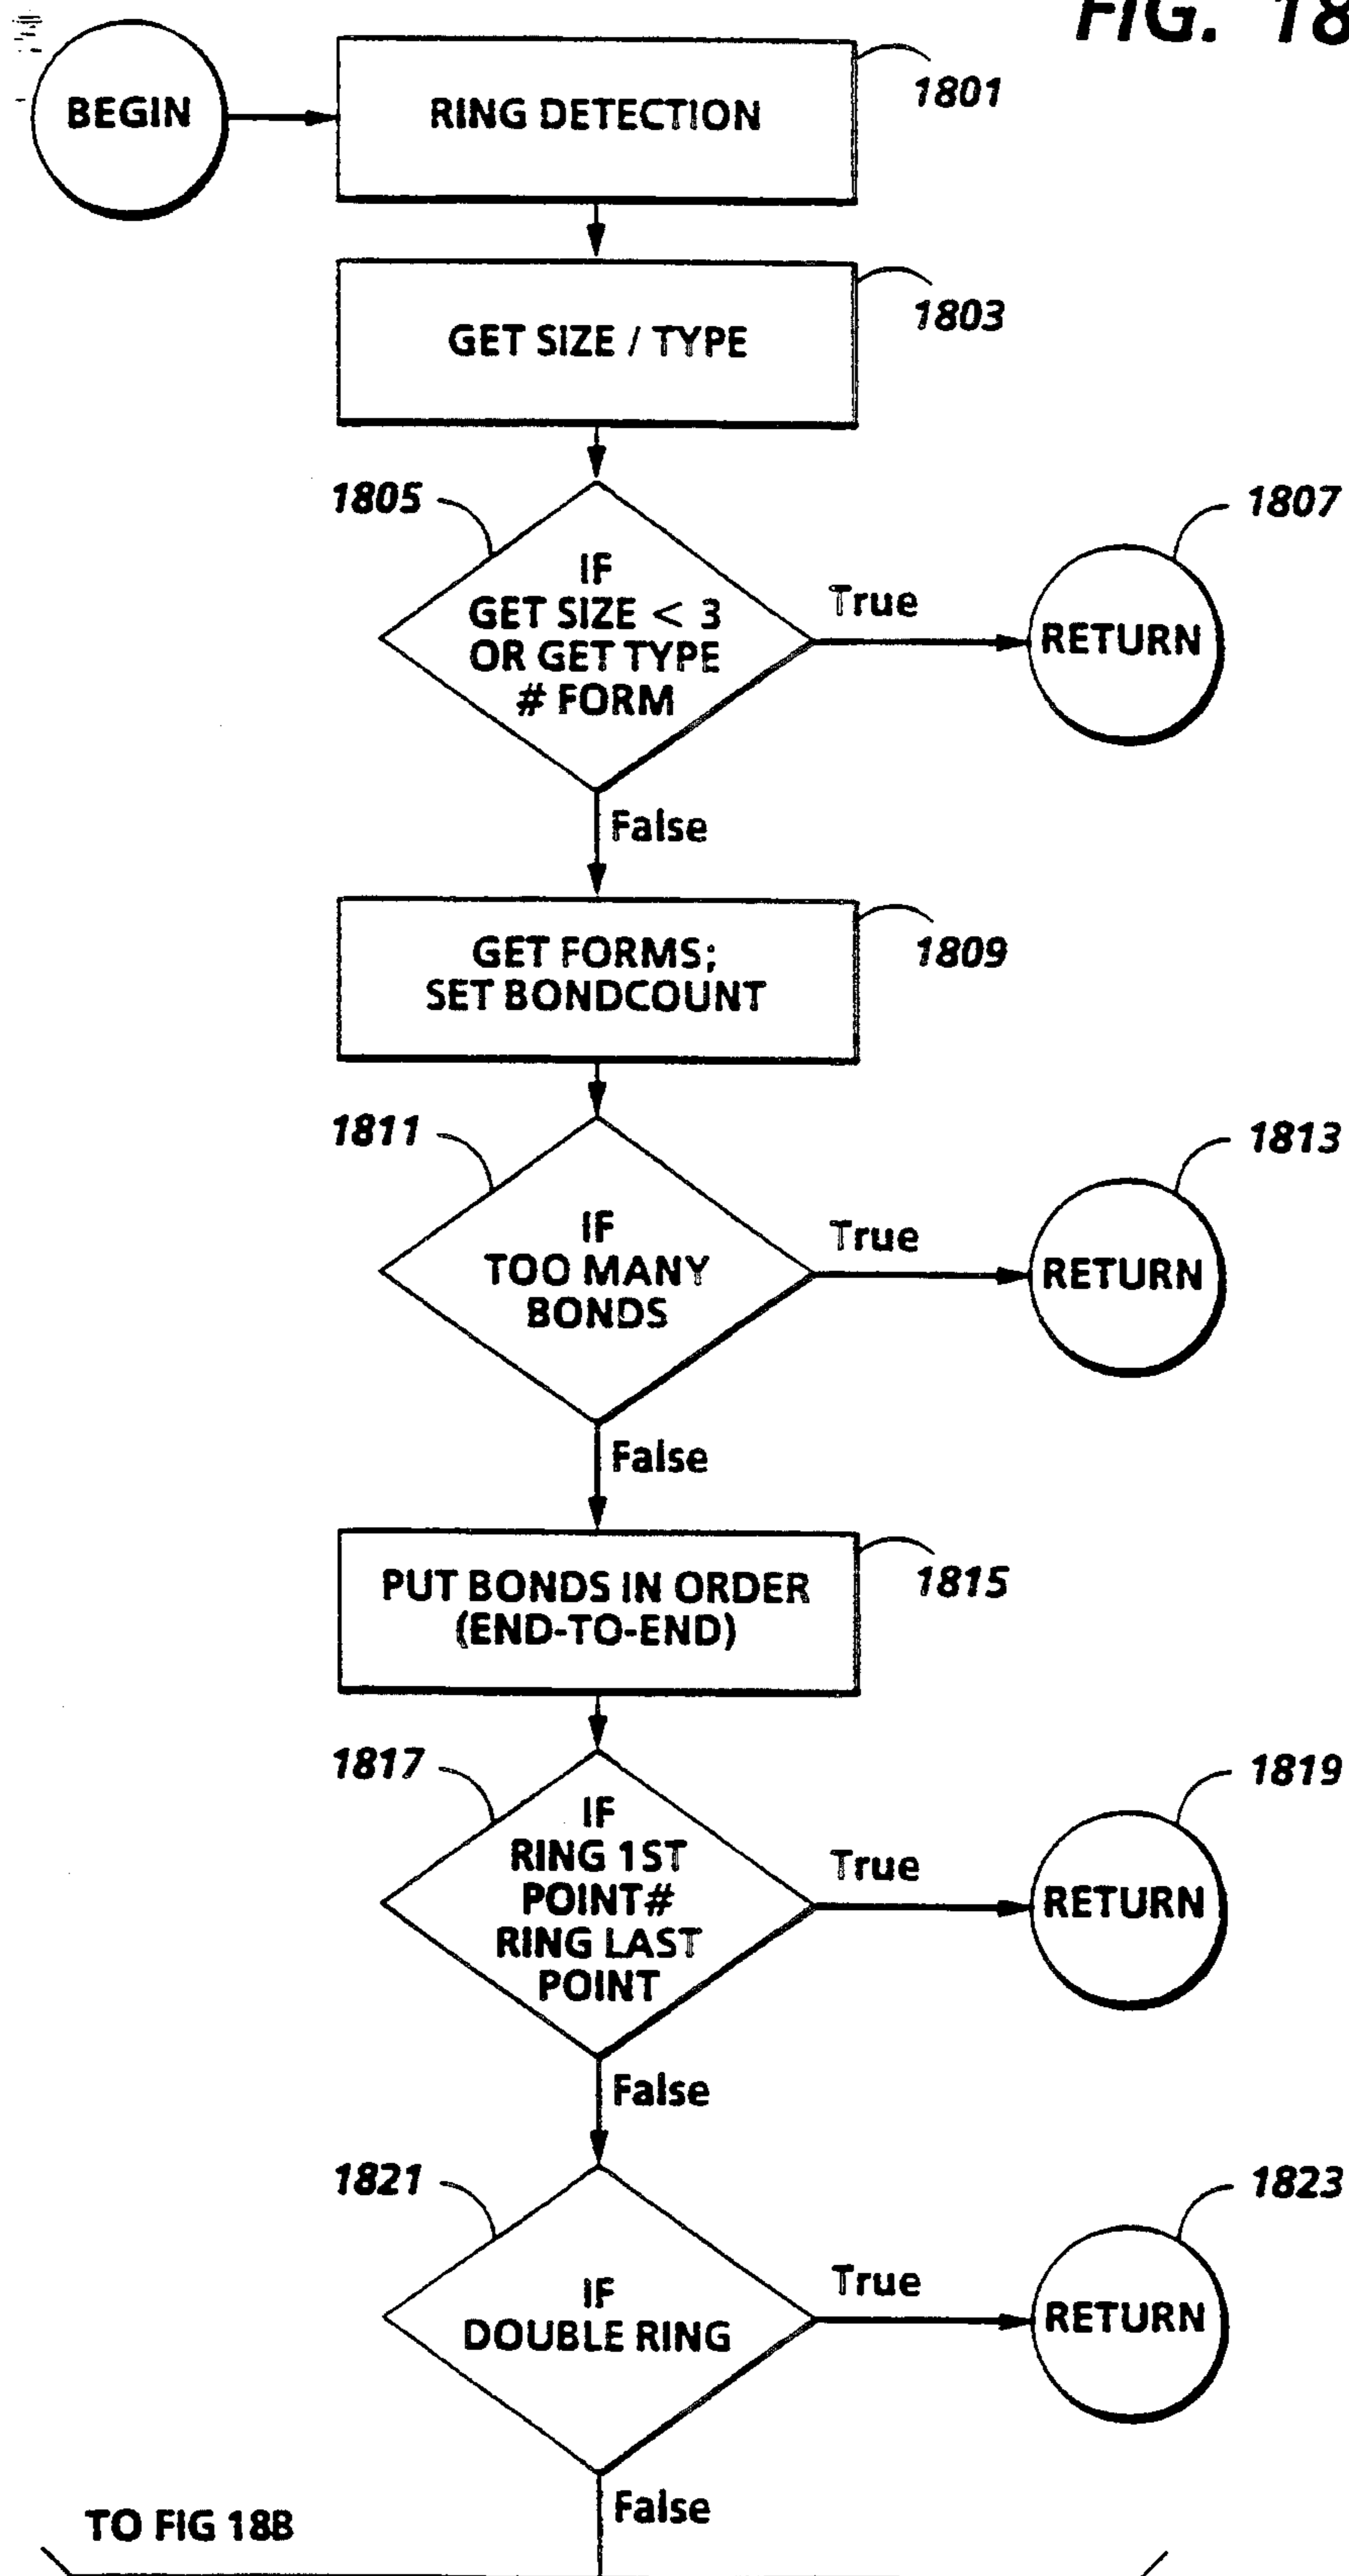 FIG. 18
BEGIN
RING DETECTION
1801
GET SIZE / TYPE
1803
1805
IF
GET SIZE < 3
OR GET TYPE
# FORM
True
1807
RETURN
False
GET FORMS;
SET BONDCOUNT
1809
1811
IF
TOO MANY
BONDS
True
1813
RETURN
False
PUT BONDS IN ORDER
(END-TO-END)
1815
1817
IF
RING 1ST
POINT#
RING LAST
POINT
True
1819
RETURN
False
1821
IF
DOUBLE RING
True
1823
RETURN
False
TO FIG 18B